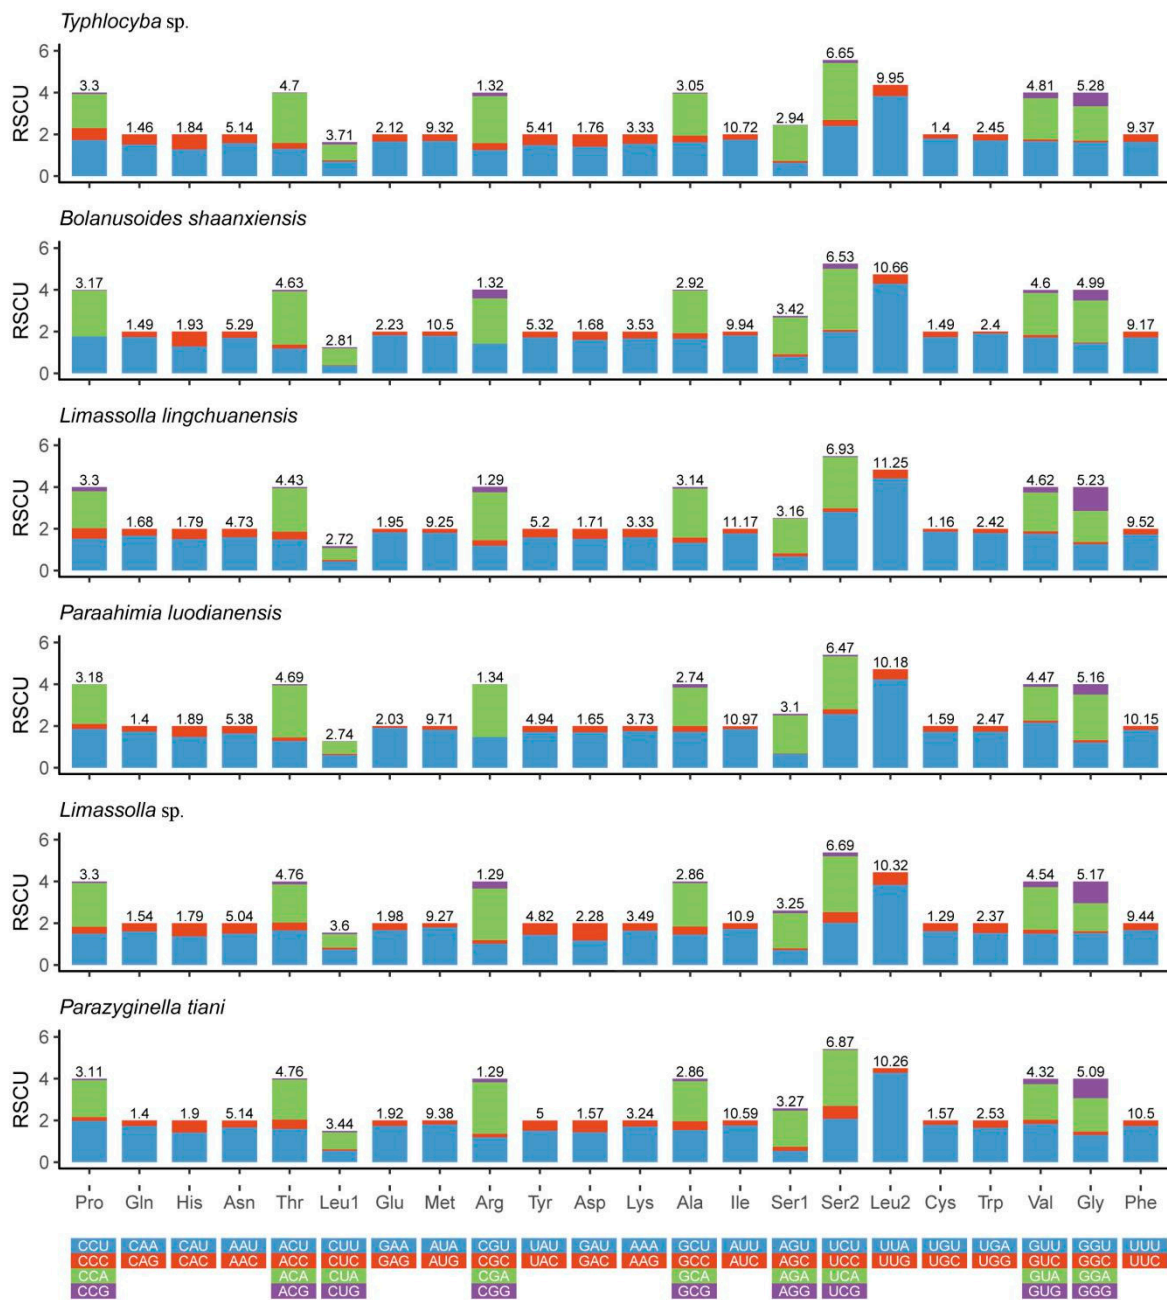 Typhlocyba sp.
RSCU
6
4
2
0
3.3 1.46 1.84 5.14 4.7 3.71 2.12 9.32 1.32 5.41 1.76 3.33 3.05 10.72 2.94 6.65 9.95 1.4 2.45 4.81 5.28 9.37
Bolanusoides shaanxiensis
RSCU
6
4
2
0
3.17 1.49 1.93 5.29 4.63 2.81 2.23 10.5 1.32 5.32 1.68 3.53 2.92 9.94 3.42 6.53 10.66 1.49 2.4 4.6 4.99 9.17
Limassolla lingchuanensis
RSCU
6
4
2
0
3.3 1.68 1.79 4.73 4.43 2.72 1.95 9.25 1.29 5.2 1.71 3.33 3.14 11.17 3.16 6.93 11.25 1.16 2.42 4.62 5.23 9.52
Paraahimia luodianensis
RSCU
6
4
2
0
3.18 1.4 1.89 5.38 4.69 2.74 2.03 9.71 1.34 4.94 1.65 3.73 2.74 10.97 3.1 6.47 10.18 1.59 2.47 4.47 5.16 10.15
Limassolla sp.
RSCU
6
4
2
0
3.3 1.54 1.79 5.04 4.76 3.6 1.98 9.27 1.29 4.82 2.28 3.49 2.86 10.9 3.25 6.69 10.32 1.29 2.37 4.54 5.17 9.44
Parazyginella tiani
RSCU
6
4
2
0
3.11 1.4 1.9 5.14 4.76 3.44 1.92 9.38 1.29 5 1.57 3.24 2.86 10.59 3.27 6.87 10.26 1.57 2.53 4.32 5.09 10.5
Pro Gln His Asn Thr Leu1 Glu Met Arg Tyr Asp Lys Ala Ile Ser1 Ser2 Leu2 Cys Trp Val Gly Phe
CCU CAA CAU AAU ACU CUU GAA AUA CGU UAU GAU AAA GCU AUU AGU UCU UUA UGU UGA GUU GGU UUU
CCC CAG CAC AAC ACC CUC GAG AUG CGC UAC GAC AAG GCC AUC AGC UCC UUG UGC UGG GUC GGC UUC
CCA ACA CUA CGA GCA AGA UCA GUA GGA
CCG ACG CUG CGG GCG AGG UCG GUG GGG